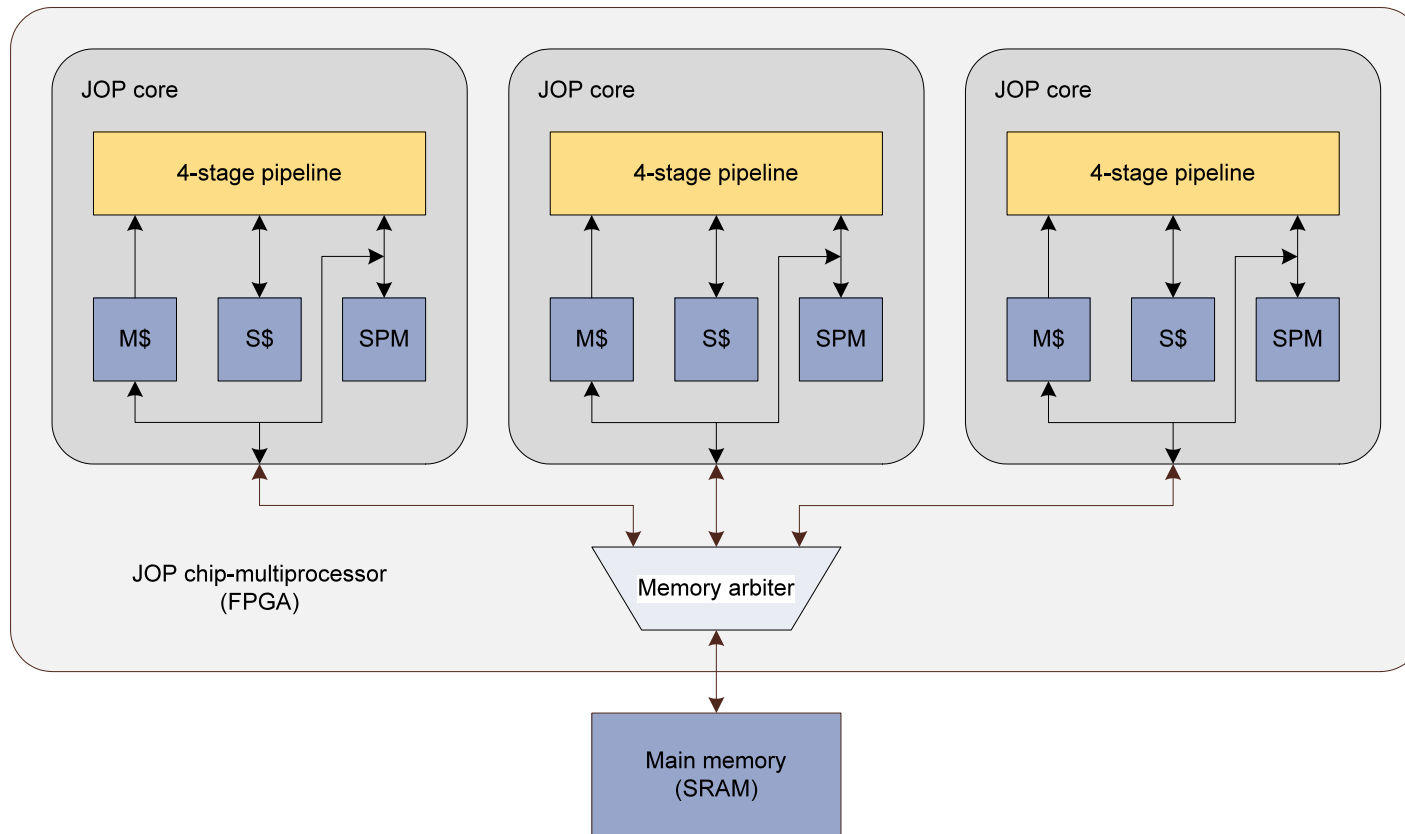 JOP core
JOP core
JOP core
4-stage pipeline
4-stage pipeline
4-stage pipeline
M$
S$
SPM
M$
S$
SPM
M$
S$
SPM
JOP chip-multiprocessor
(FPGA)
Memory arbiter
Main memory
(SRAM)